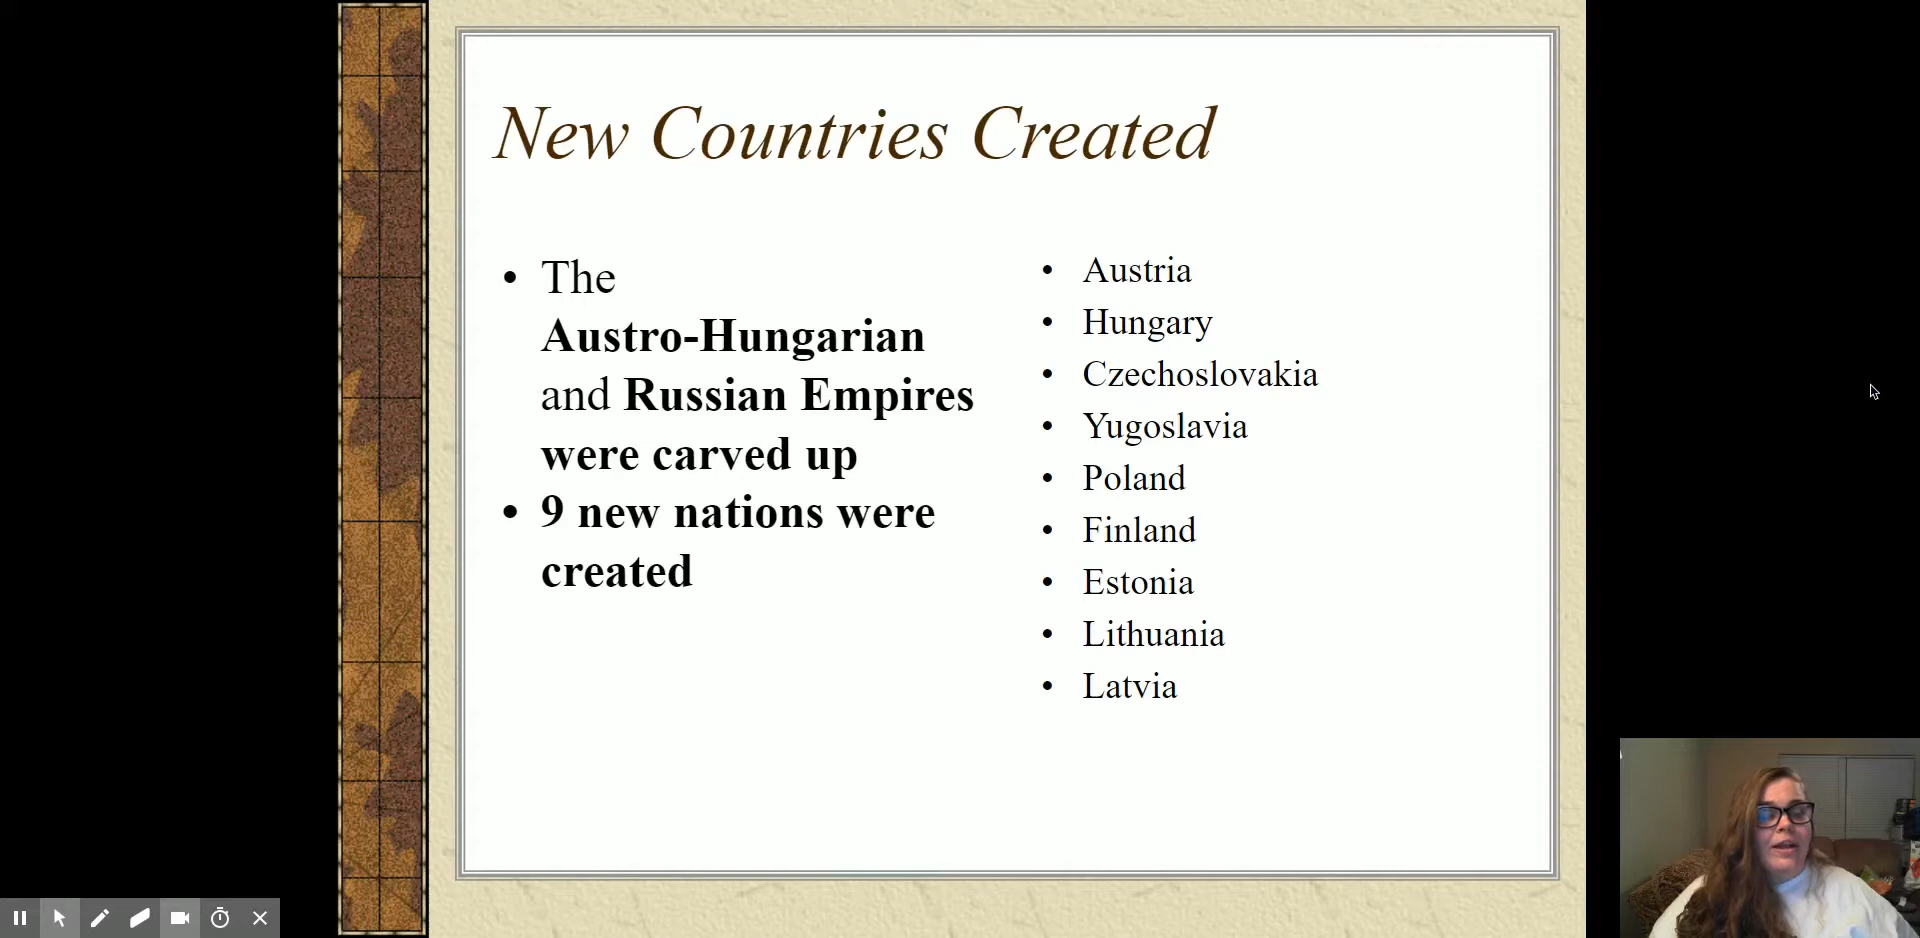 New Countries Created
• The
Austro-Hungarian
and Russian Empires
were carved up
• 9 new nations were
created
• Austria
• Hungary
• Czechoslovakia
• Yugoslavia
• Poland
• Finland
• Estonia
• Lithuania
• Latvia